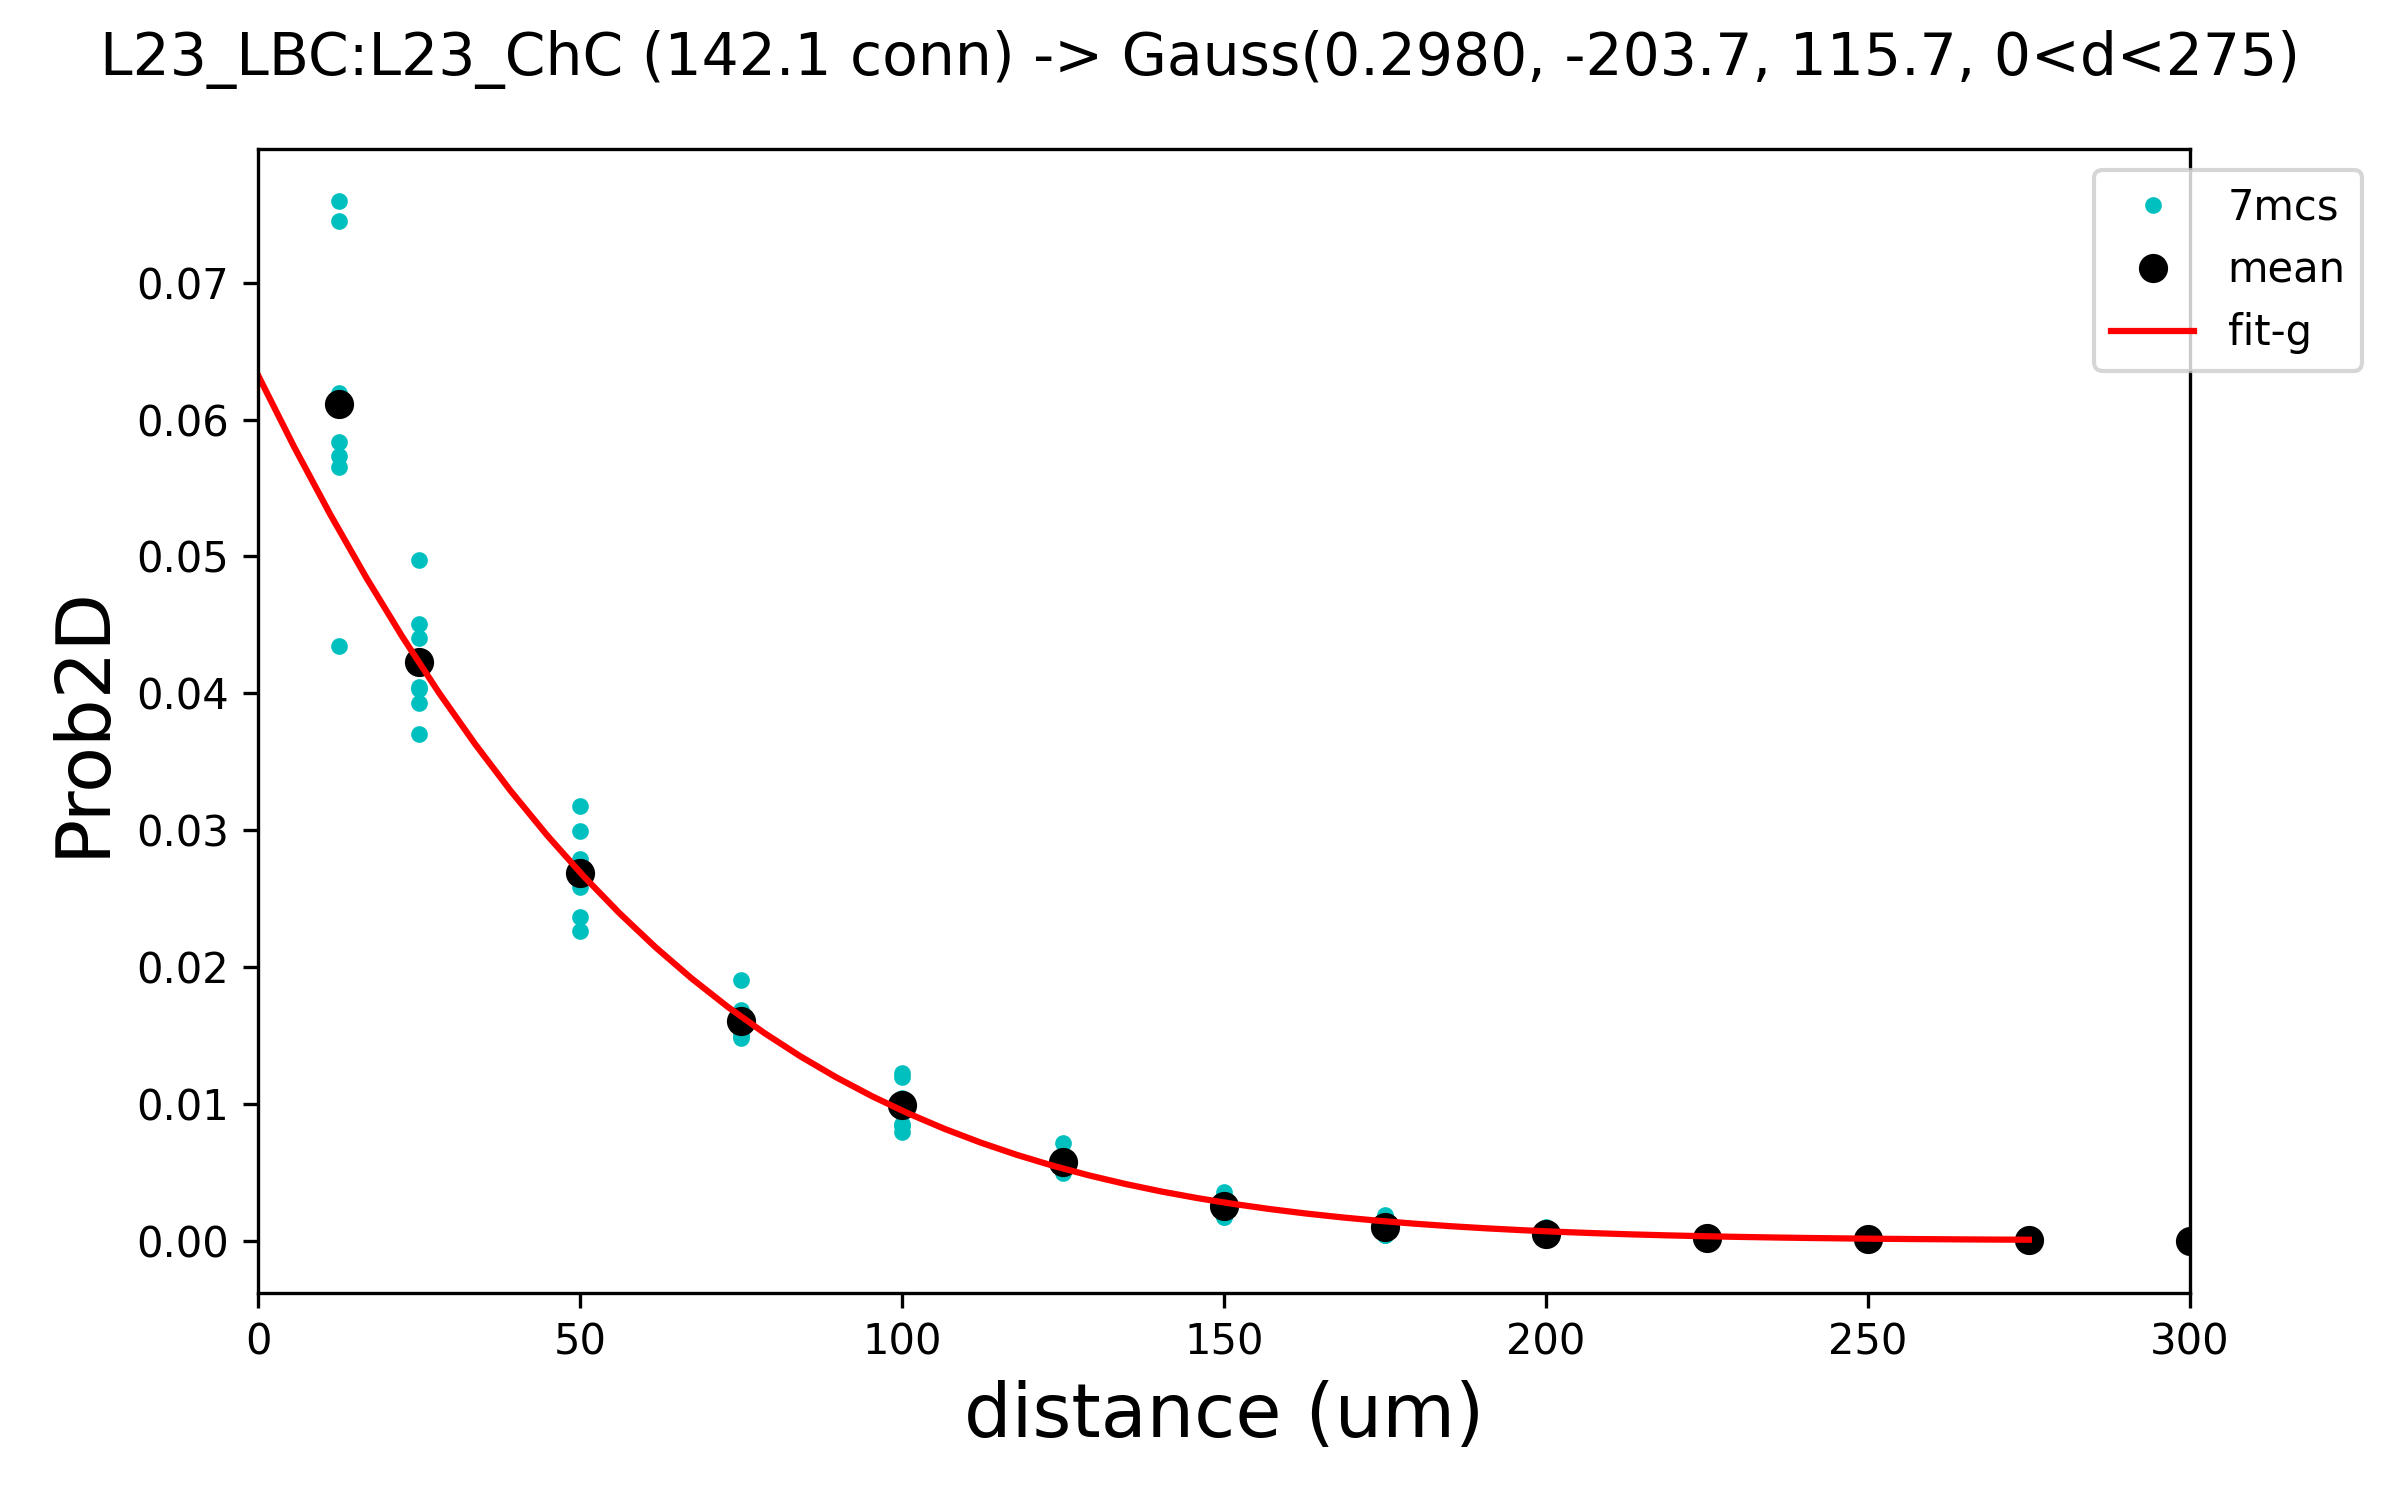 L23_LBC:L23_ChC (142.1 conn) -> Gauss(0.2980, -203.7, 115.7, 0<d<275)
7mcs
mean
fit-g
0.07
0.06
0.05
0.04
0.03
0.02
0.01
0.00
Prob2D
0 50 100 150 200 250 300
distance (um)